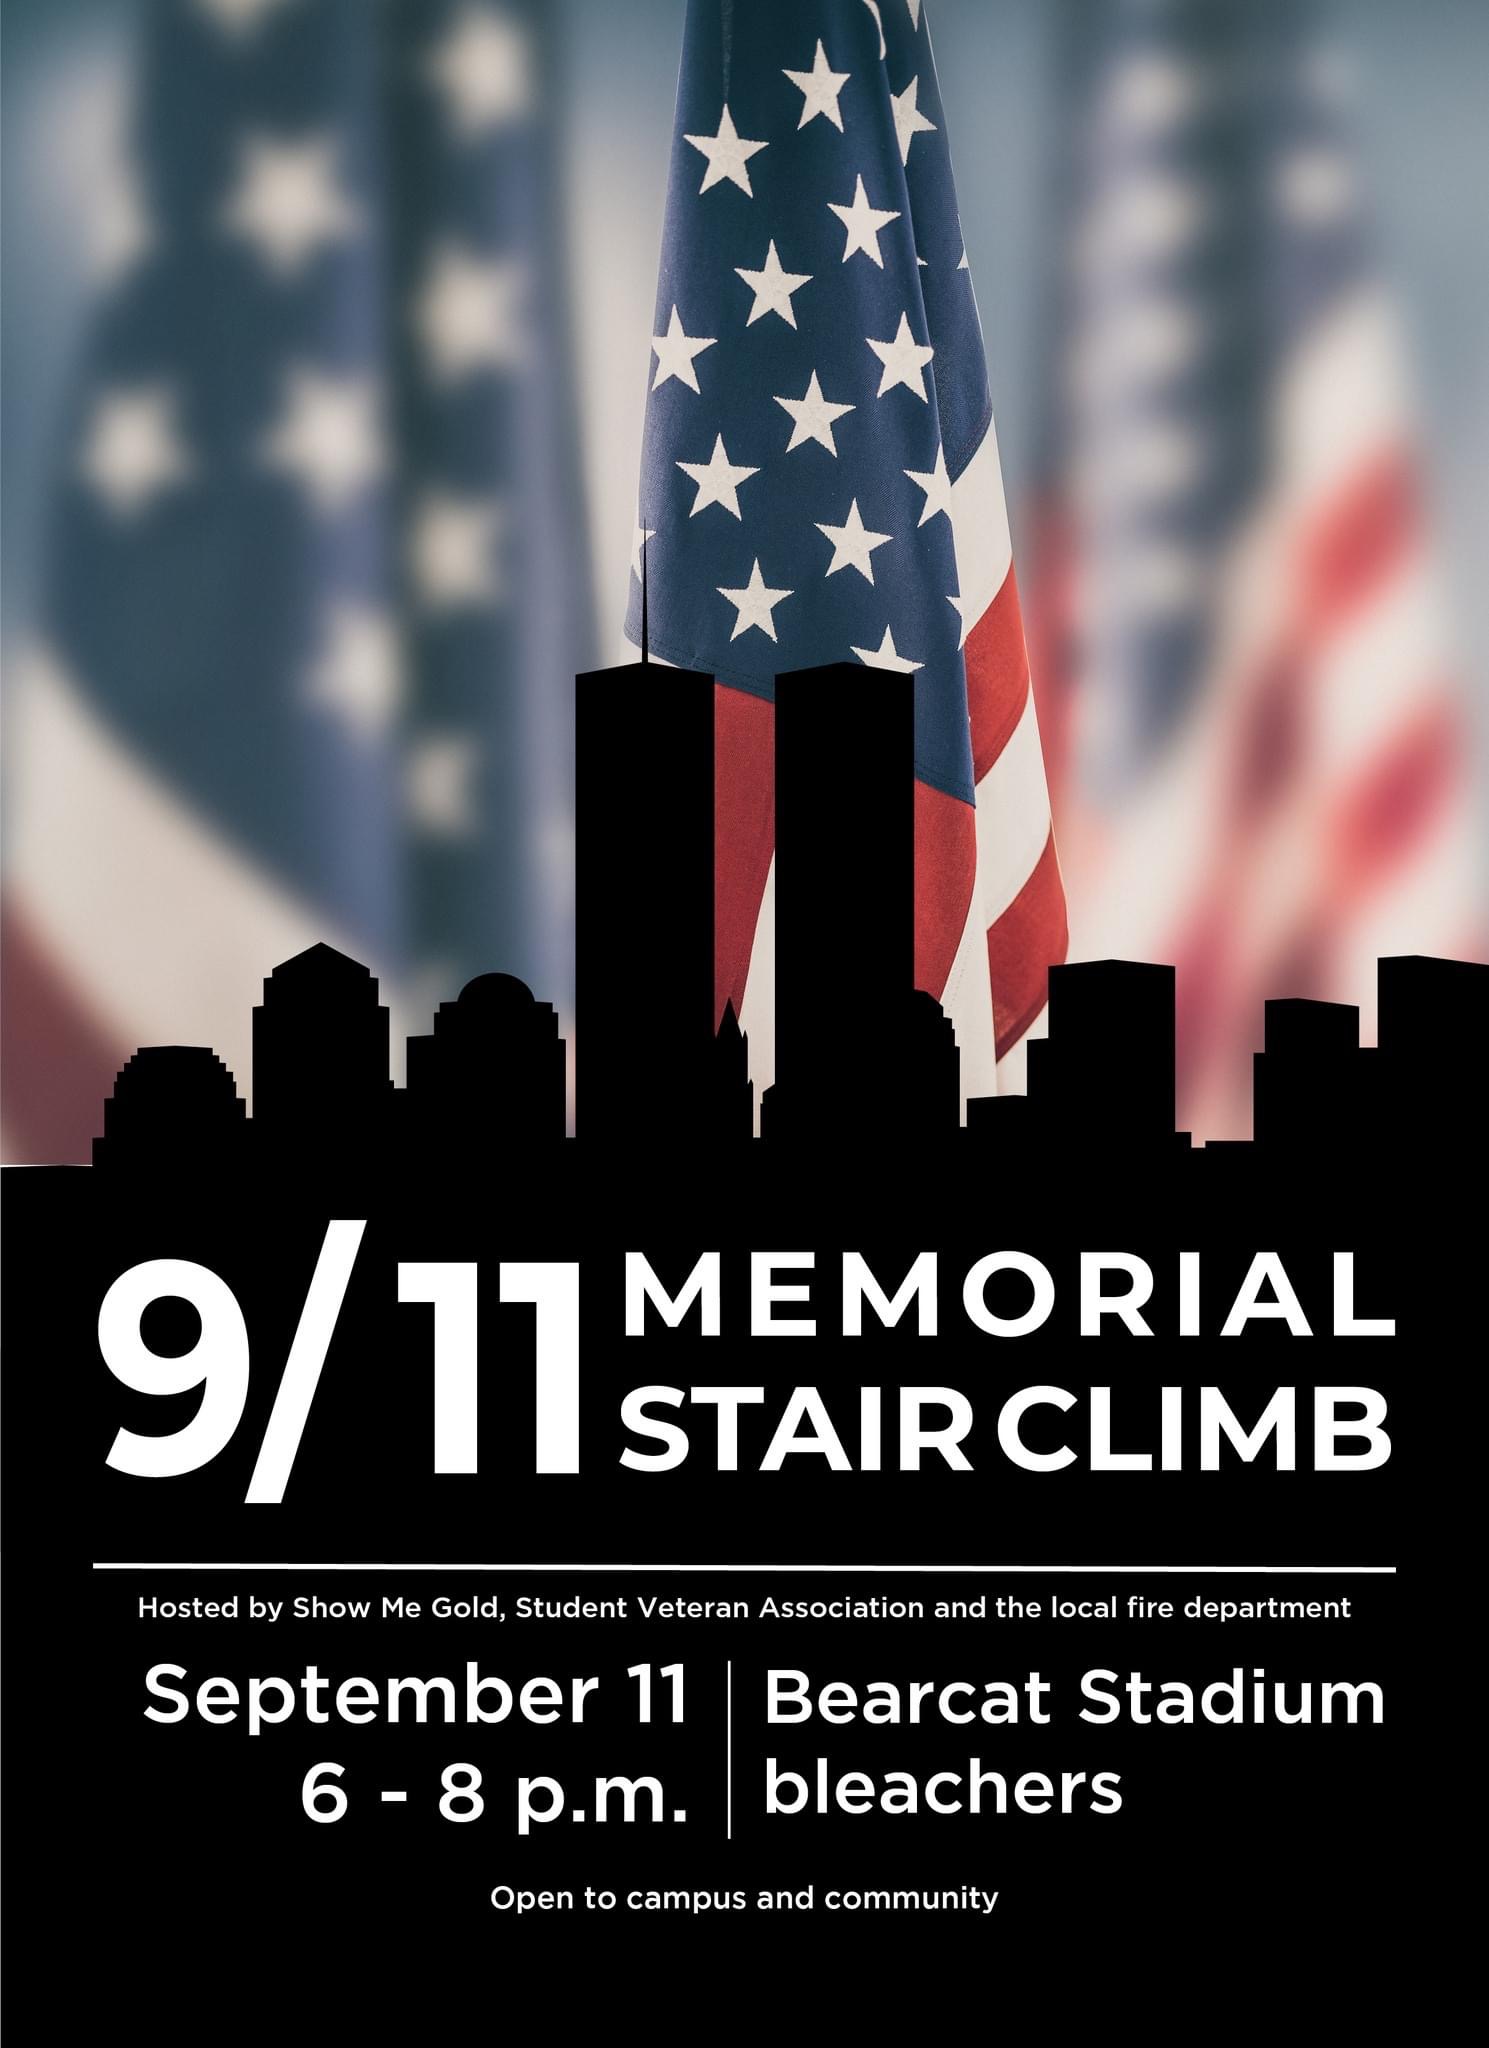 9/11 MEMORIAL
STAIR CLIMB
Hosted by Show Me Gold, Student Veteran Association and the local fire department
September 11
6 - 8 p.m.
Bearcat Stadium
bleachers
Open to campus and community